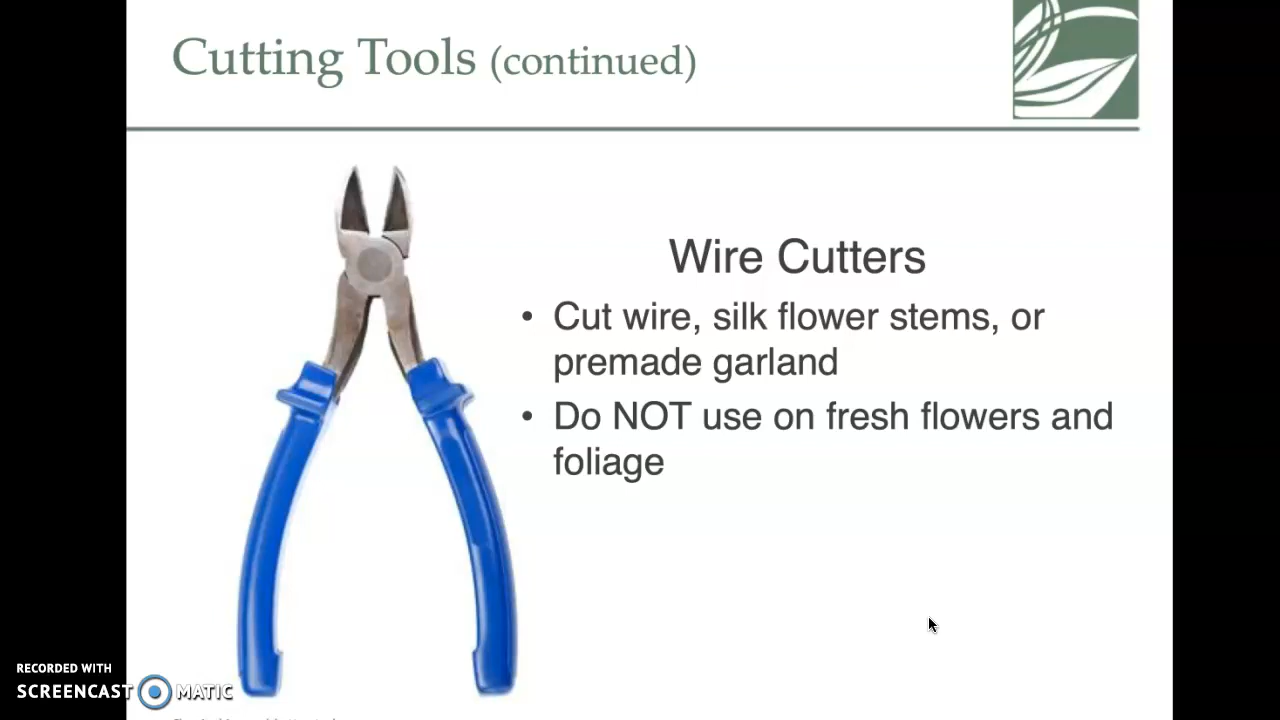 Cutting Tools (continued)
Wire Cutters
• Cut wire, silk flower stems, or
premade garland
• Do NOT use on fresh flowers and
foliage
RECORDED WITH
SCREENCAST MATIC